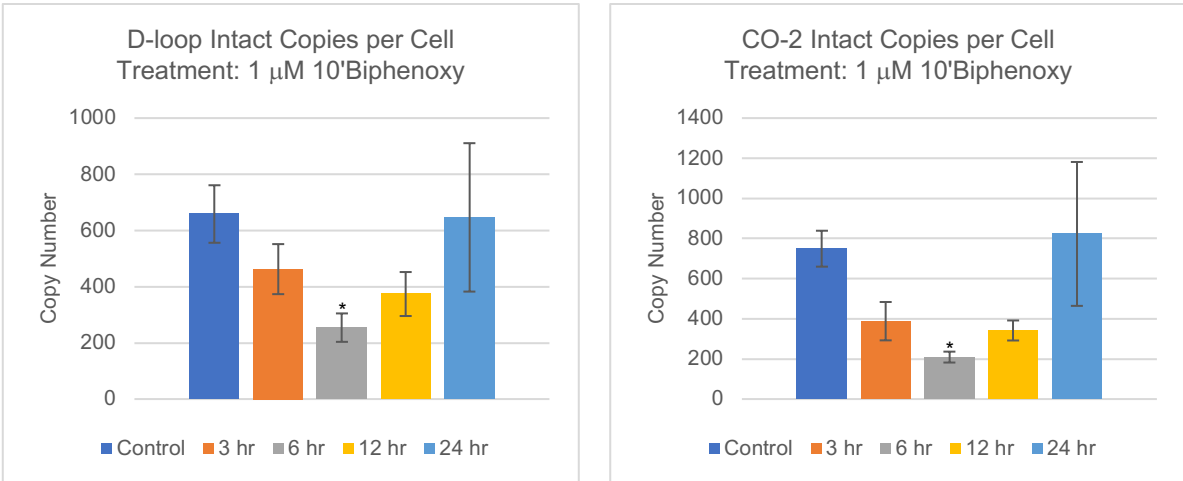 D-loop Intact Copies per Cell
Treatment: 1 μM 10'Biphenoxy
1000
800
600
400
200
0
Copy Number
*
Control 3 hr 6 hr 12 hr 24 hr
CO-2 Intact Copies per Cell
Treatment: 1 μM 10'Biphenoxy
1400
1200
1000
800
600
400
200
0
Copy Number
*
Control 3 hr 6 hr 12 hr 24 hr